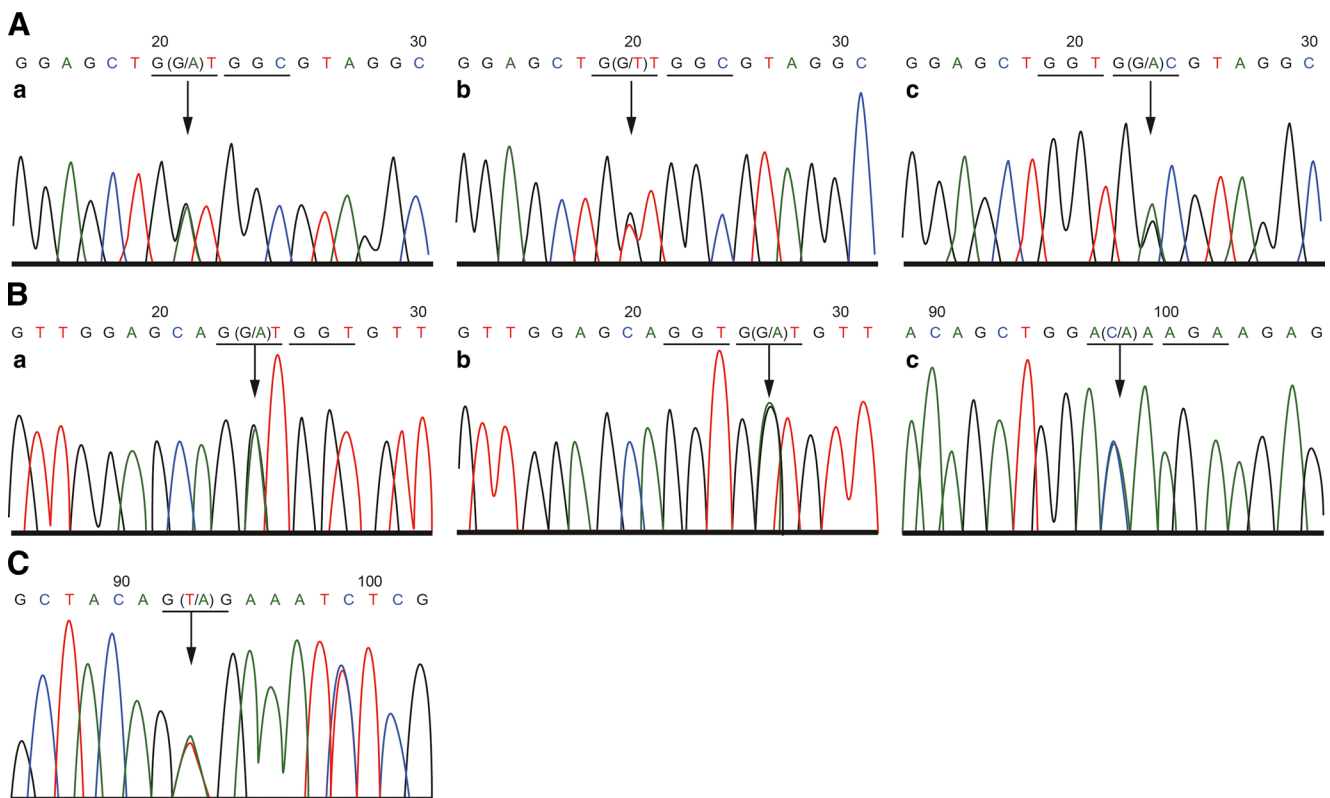 A
20 30
G G A G C T G (G/A) T G G C G T A G G C
a
20 30
G G A G C T G (G/T) T G G C G T A G G C
b
20 30
G G A G C T G G T G (G/A) C G T A G G C
c
B
20 30
G T T G G A G C A G (G/A) T G G T G T T
a
20 30
G T T G G A G C A G G T G (G/A) T G T T
b
90 100
A C A G C T G G A (C/A) A A G A A G A G
c
C
90 100
G C T A C A G (T/A) G A A A T C T C G